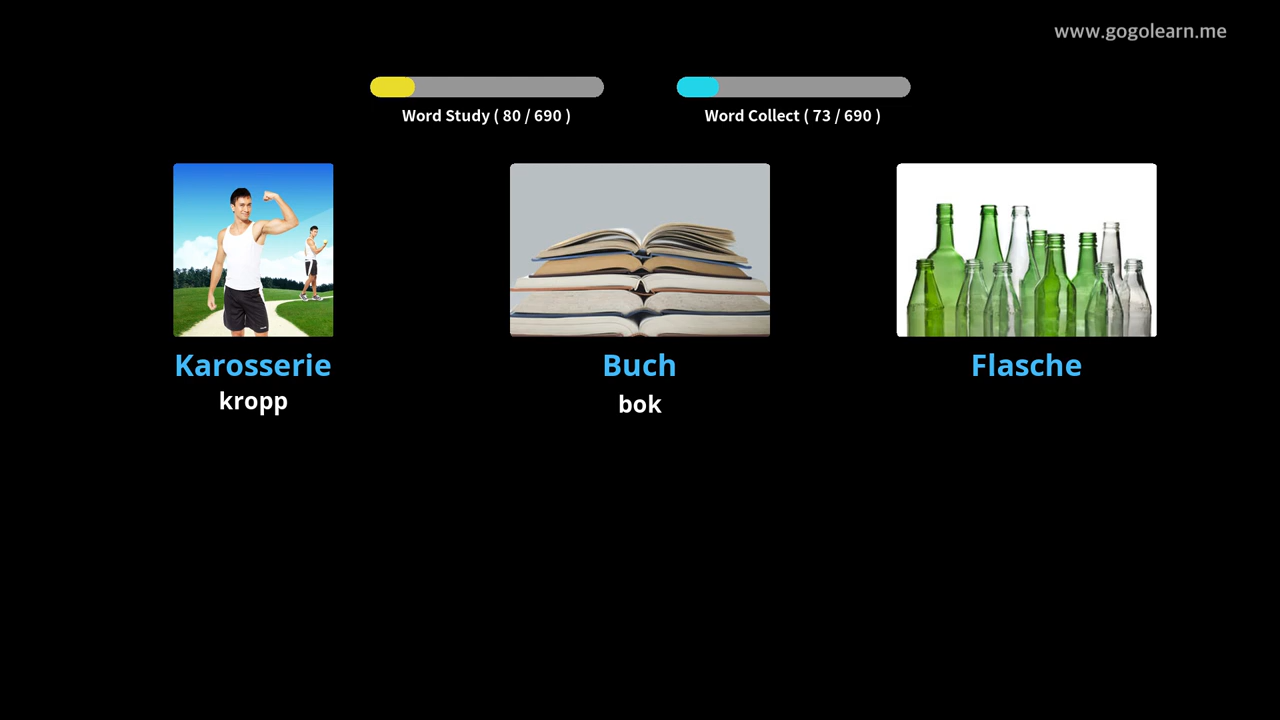 www.gogolearn.me
Word Study ( 80 / 690 )
Word Collect ( 73 / 690 )
Karosserie
kropp
Buch
bok
Flasche